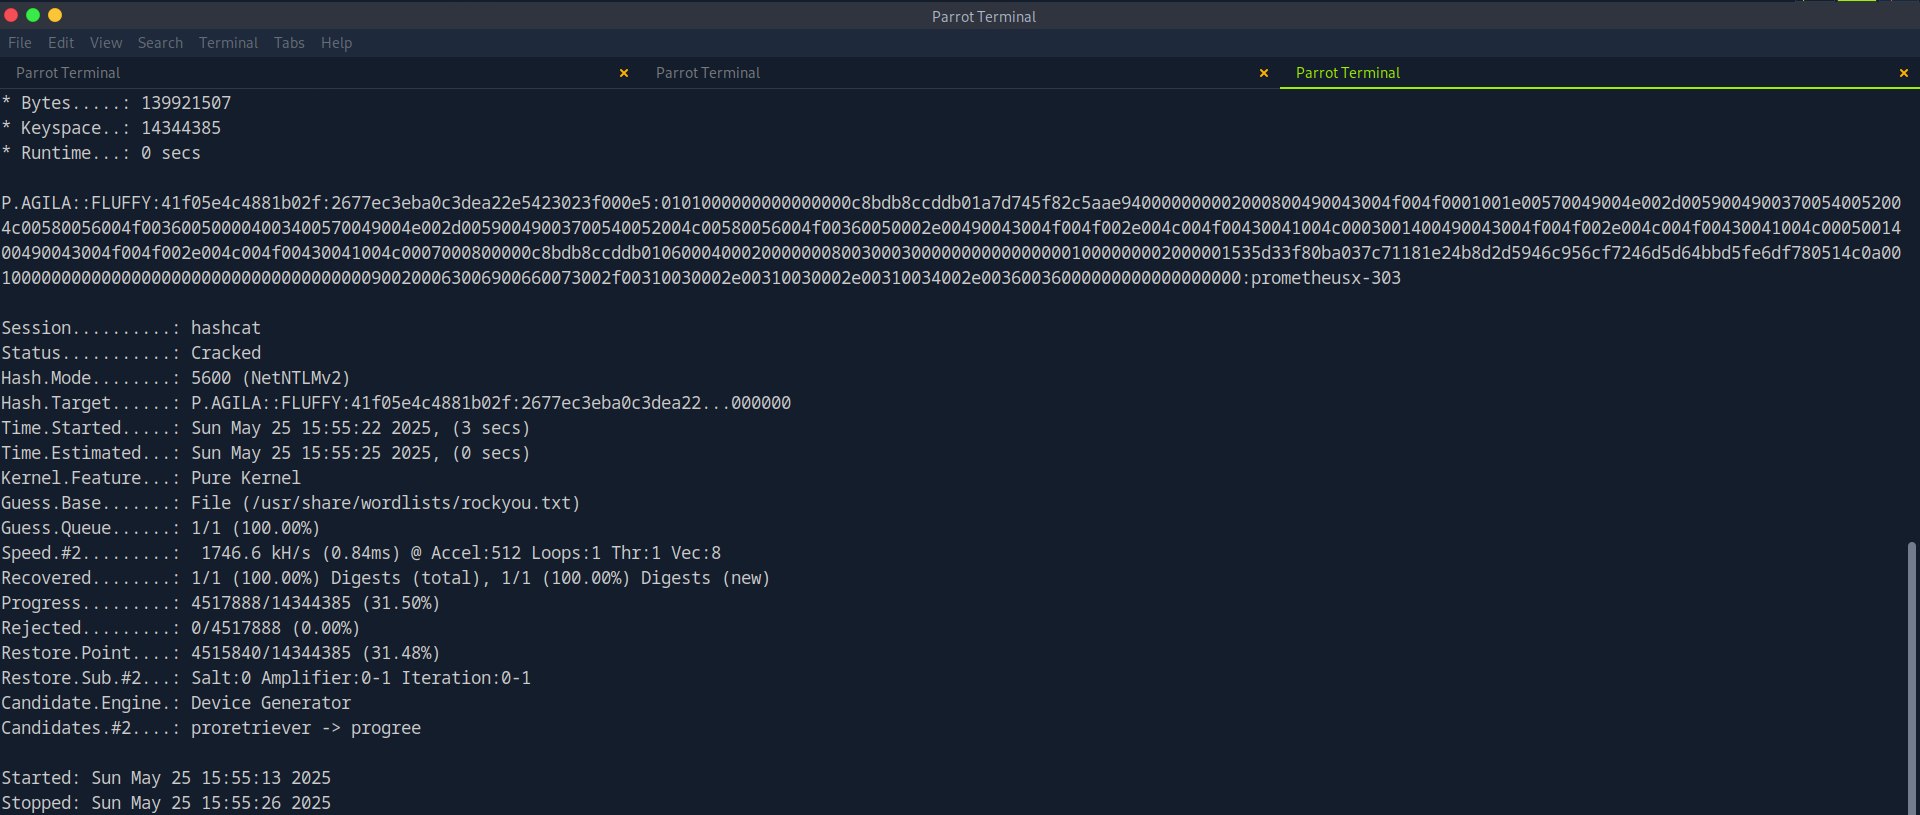 Parrot Terminal
File Edit View Search Terminal Tabs Help
Parrot Terminal × Parrot Terminal × Parrot Terminal ×
* Bytes.....: 139921507
* Keyspace..: 14344385
* Runtime...: 0 secs
P.AGILA::FLUFFY:41f05e4c4881b02f:2677ec3eba0c3dea22e5423023f000e5:0101000000000000000c8bdb8ccddb01a7d745f82c5aae940000000002000800490043004f004f0001001e00570049004e002d00590049003700540052004c00580056004f003600500004003400570049004e002d00590049003700540052004c00580056004f00360050002e00490043004f004f002e004c004f00430041004c0003001400490043004f004f002e004c004f00430041004c000500140
0490043004f004f002e004c004f00430041004c0007000800000c8bdb8ccddb0106000400020000000800300030000000000000000100000000200000​1535d33f80ba037c71181e24b8d2d5946c956cf7246d5d64bbd5fe6df780514c0a00
1000000000000000000000000000000000000900200063006900660073002f00310030002e00310030002e00310034002e00360036000000000000000000:prometheusx-303
Session..........: hashcat
Status...........: Cracked
Hash.Mode........: 5600 (NetNTLMv2)
Hash.Target......: P.AGILA::FLUFFY:41f05e4c4881b02f:2677ec3eba0c3dea22...000000
Time.Started.....: Sun May 25 15:55:22 2025, (3 secs)
Time.Estimated...: Sun May 25 15:55:25 2025, (0 secs)
Kernel.Feature...: Pure Kernel
Guess.Base.......: File (/usr/share/wordlists/rockyou.txt)
Guess.Queue......: 1/1 (100.00%)
Speed.#2.........:  1746.6 kH/s (0.84ms) @ Accel:512 Loops:1 Thr:1 Vec:8
Recovered........: 1/1 (100.00%) Digests (total), 1/1 (100.00%) Digests (new)
Progress.........: 4517888/14344385 (31.50%)
Rejected.........: 0/4517888 (0.00%)
Restore.Point....: 4515840/14344385 (31.48%)
Restore.Sub.#2...: Salt:0 Amplifier:0-1 Iteration:0-1
Candidate.Engine.: Device Generator
Candidates.#2....: proretriever -> progree
Started: Sun May 25 15:55:13 2025
Stopped: Sun May 25 15:55:26 2025